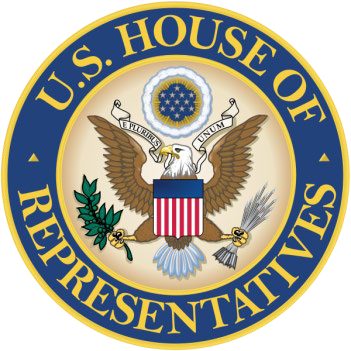 U.S. HOUSE OF
REPRESENTATIVES
E PLURIBUS
UNUM